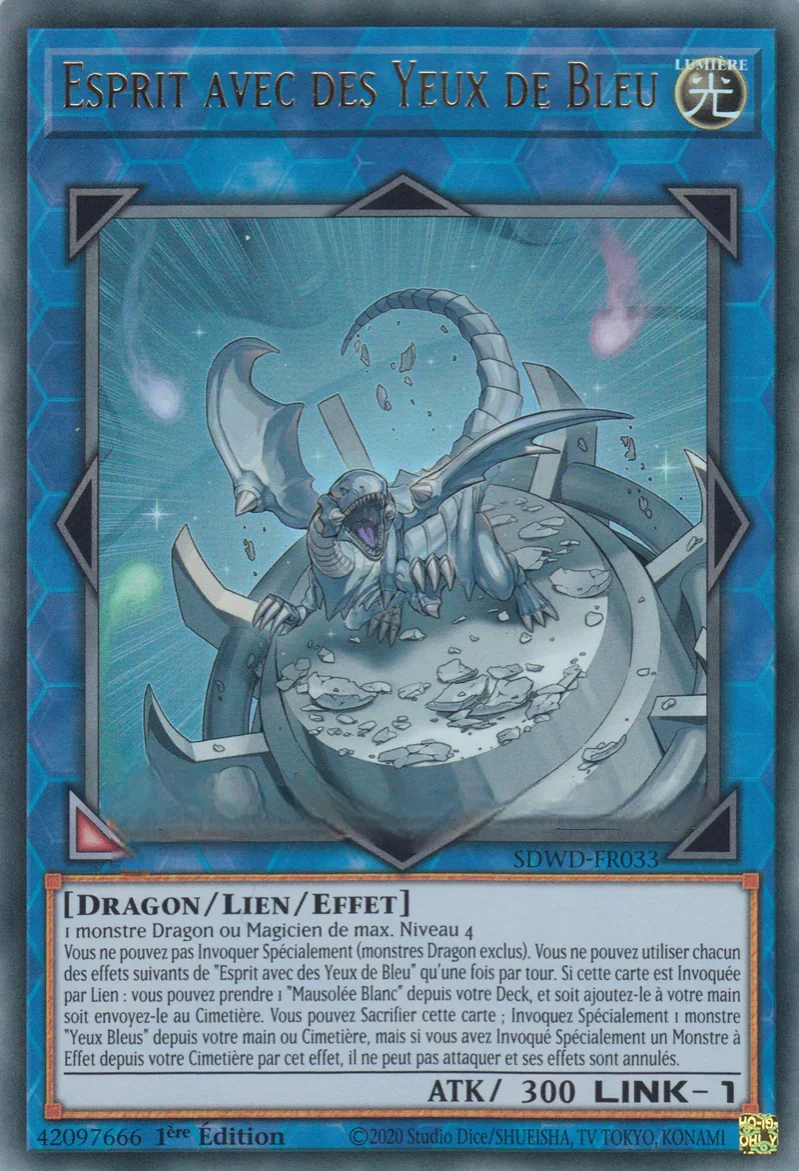 ESPRIT AVEC DES YEUX DE BLEU
LUMIÈRE
光
SDWD-FR033
[DRAGON/LIEN/EFFET]
1 monstre Dragon ou Magicien de max. Niveau 4
Vous ne pouvez pas Invoquer Spécialement (monstres Dragon exclus). Vous ne pouvez utiliser chacun
des effets suivants de "Esprit avec des Yeux de Bleu" qu'une fois par tour. Si cette carte est Invoquée
par Lien : vous pouvez prendre 1 "Mausolée Blanc" depuis votre Deck, et soit ajoutez-le à votre main
soit envoyez-le au Cimetière. Vous pouvez Sacrifier cette carte ; Invoquez Spécialement 1 monstre
"Yeux Bleus" depuis votre main ou Cimetière, mais si vous avez Invoqué Spécialement un Monstre à
Effet depuis votre Cimetière par cet effet, il ne peut pas attaquer et ses effets sont annulés.
ATK/ 300 LINK-1
42097666 1ère Édition ©2020 Studio Dice/SHUEISHA, TV TOKYO, KONAMI